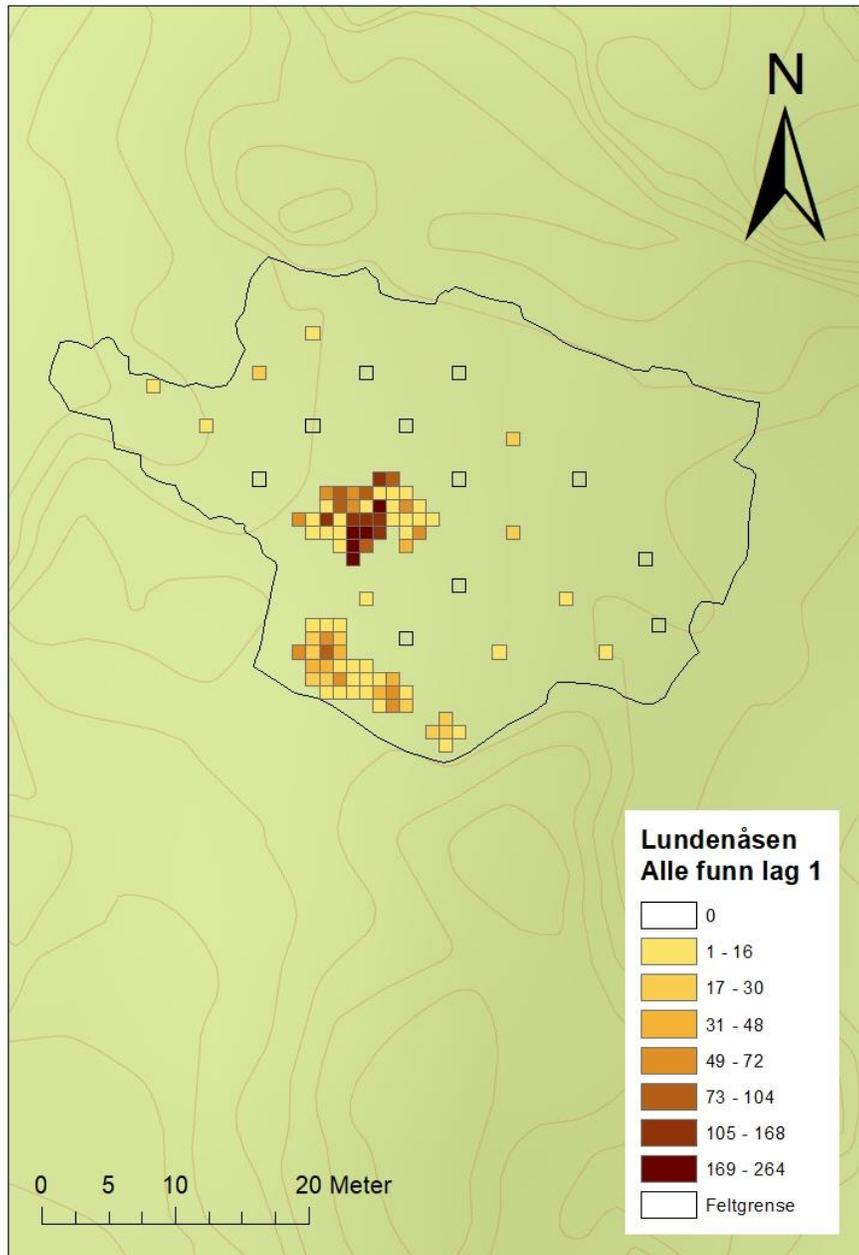 N
Lundenåsen
Alle funn lag 1
0
1 - 16
17 - 30
31 - 48
49 - 72
73 - 104
105 - 168
169 - 264
Feltgrense
0 5 10 20 Meter